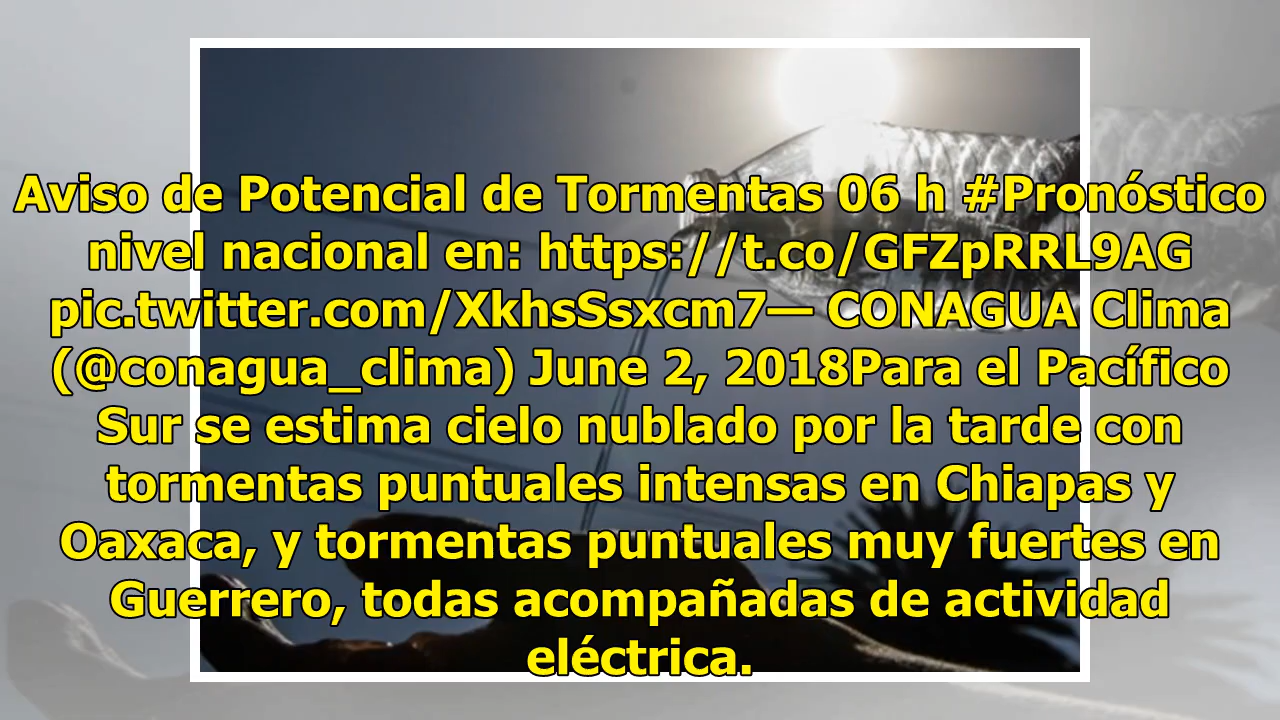 Aviso de Potencial de Tormentas 06 h #Pronóstico
nivel nacional en: https://t.co/GFZpRRL9AG
pic.twitter.com/XkhsSsxcm7— CONAGUA Clima
(@conagua_clima) June 2, 2018Para el Pacífico
Sur se estima cielo nublado por la tarde con
tormentas puntuales intensas en Chiapas y
Oaxaca, y tormentas puntuales muy fuertes en
Guerrero, todas acompañadas de actividad
eléctrica.